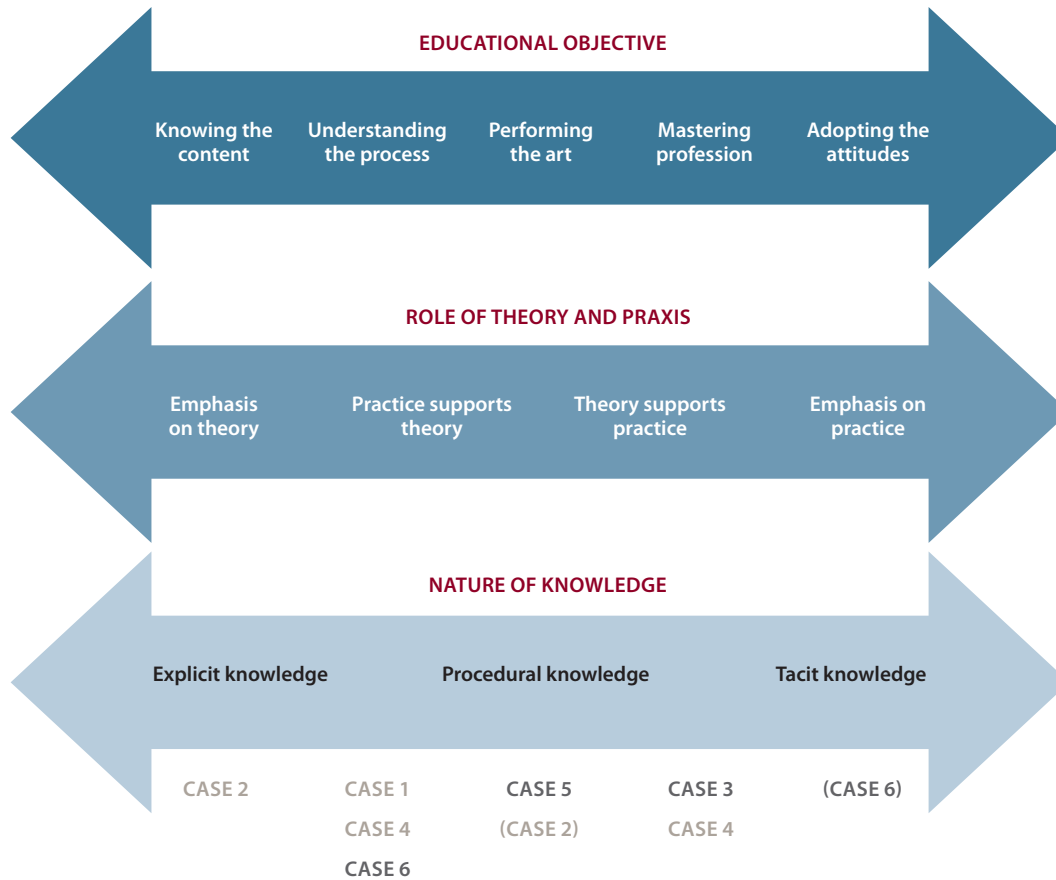 EDUCATIONAL OBJECTIVE
Knowing the
content
Understanding
the process
Performing
the art
Mastering
profession
Adopting the
attitudes
ROLE OF THEORY AND PRAXIS
Emphasis
on theory
Practice supports
theory
Theory supports
practice
Emphasis on
practice
NATURE OF KNOWLEDGE
Explicit knowledge
Procedural knowledge
Tacit knowledge
CASE 2
CASE 1
CASE 4
CASE 6
CASE 5
(CASE 2)
CASE 3
CASE 4
(CASE 6)